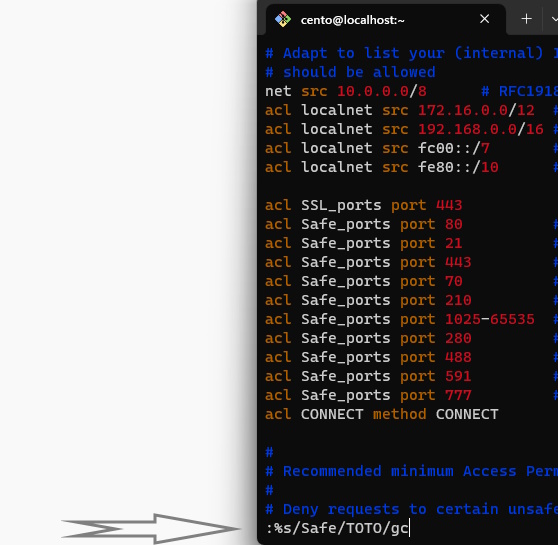 cento@localhost:~
# Adapt to list your (internal)
# should be allowed
net src 10.0.0.0/8 # RFC1918
acl localnet src 172.16.0.0/12 #
acl localnet src 192.168.0.0/16 #
acl localnet src fc00::/7 #
acl localnet src fe80::/10 #
acl SSL_ports port 443
acl Safe_ports port 80 #
acl Safe_ports port 21 #
acl Safe_ports port 443 #
acl Safe_ports port 70 #
acl Safe_ports port 210 #
acl Safe_ports port 1025-65535 #
acl Safe_ports port 280 #
acl Safe_ports port 488 #
acl Safe_ports port 591 #
acl Safe_ports port 777 #
acl CONNECT method CONNECT
#
# Recommended minimum Access Perm
#
# Deny requests to certain unsafe
:%s/Safe/TOTO/gc